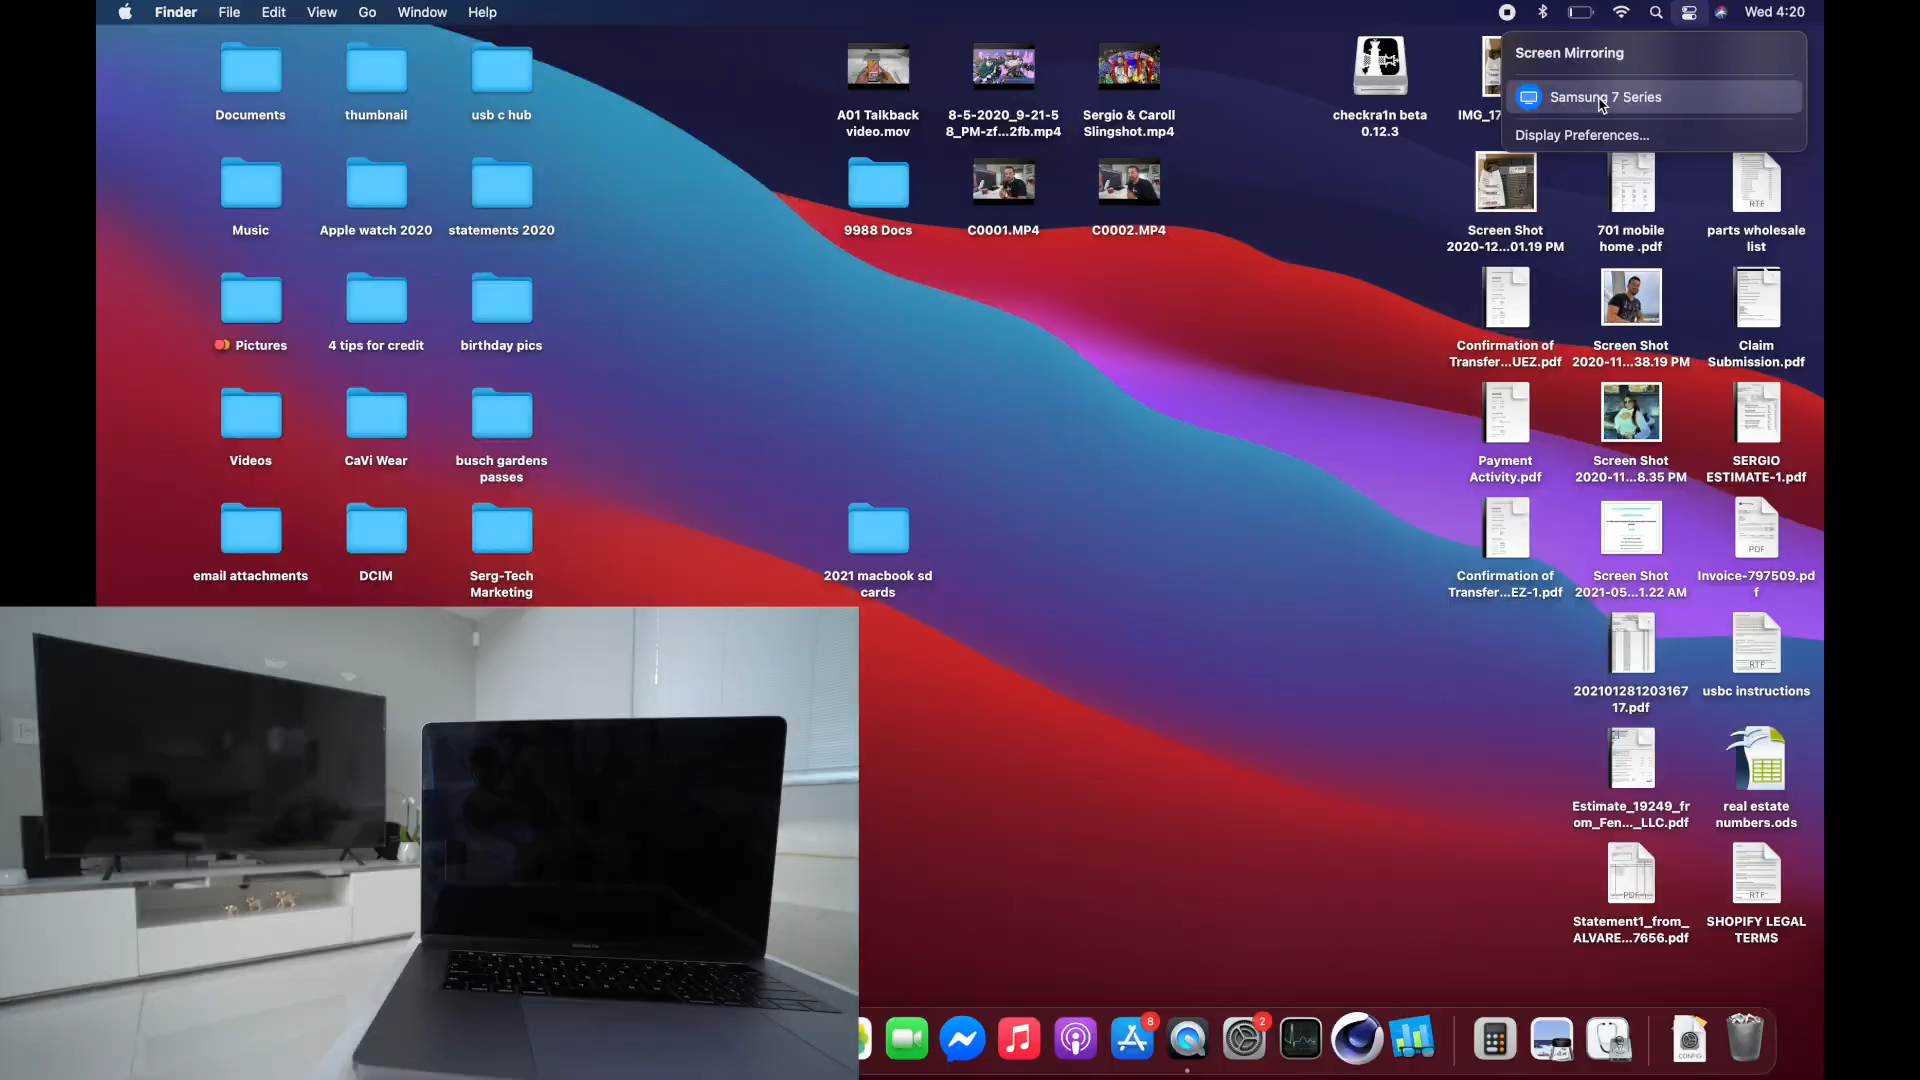 Finder File Edit View Go Window Help
Wed 4:20
Screen Mirroring
Samsung 7 Series
Display Preferences...
Documents
thumbnail
usb c hub
A01 Talkback
video.mov
8-5-2020_9-21-5
8_PM-zf...2fb.mp4
Sergio & Caroll
Slingshot.mp4
checkra1n beta
0.12.3
IMG_17
Music
Apple watch 2020
statements 2020
9988 Docs
C0001.MP4
C0002.MP4
Screen Shot
2020-12...01.19 PM
701 mobile
home .pdf
RTF
parts wholesale
list
Pictures
4 tips for credit
birthday pics
Confirmation of
Transfer...UEZ.pdf
Screen Shot
2020-11...38.19 PM
Claim
Submission.pdf
Videos
CaVi Wear
busch gardens
passes
Payment
Activity.pdf
Screen Shot
2020-11...8.35 PM
SERGIO
ESTIMATE-1.pdf
email attachments
DCIM
Serg-Tech
Marketing
2021 macbook sd
cards
Confirmation of
Transfer...EZ-1.pdf
Screen Shot
2021-05...1.22 AM
PDF
Invoice-797509.pd
f
202101281203167
17.pdf
RTF
usbc instructions
Estimate_19249_fr
om_Fen..._LLC.pdf
real estate
numbers.ods
PDF
Statement1_from_
ALVARE...7656.pdf
RTF
SHOPIFY LEGAL
TERMS
8
2
CONFIG